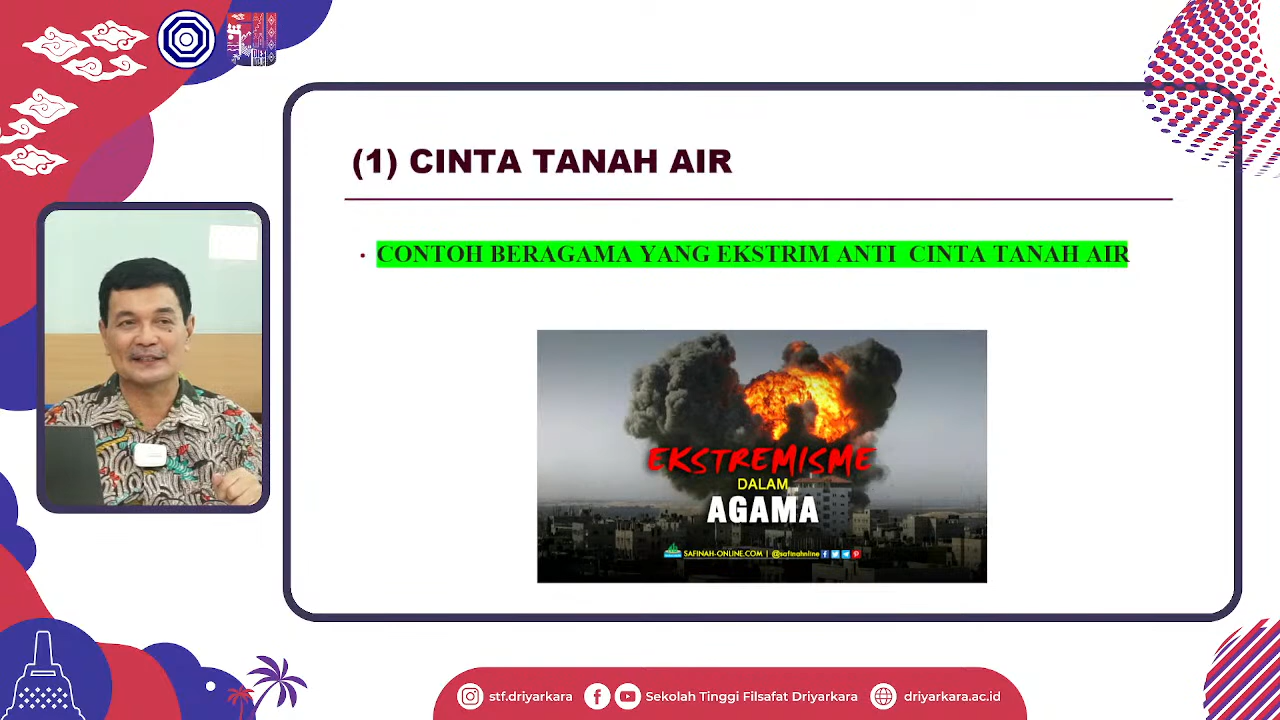 (1) CINTA TANAH AIR
• CONTOH BERAGAMA YANG EKSTRIM ANTI CINTA TANAH AIR
EKSTREMISME
DALAM
AGAMA
SAFINAH-ONLINE.COM | @safinahnline
stf.driyarkara Sekolah Tinggi Filsafat Driyarkara driyarkara.ac.id